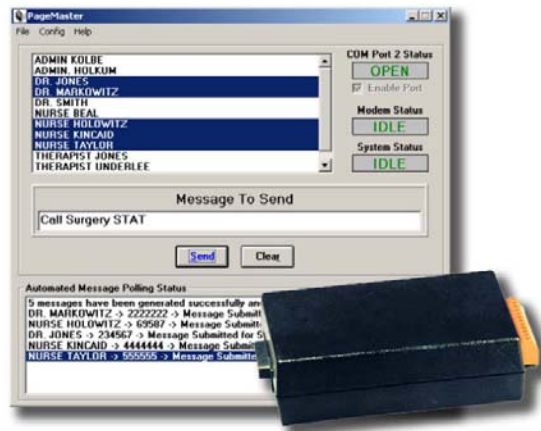 PageMaster
File Config Help
ADMIN KOLBE
ADMIN. HOLKUM
DR. JONES
DR. MARKOWITZ
DR. SMITH
NURSE BEAL
NURSE HOLOWITZ
NURSE KINCAID
NURSE TAYLOR
THERAPIST JONES
THERAPIST UNDERLEE
COM Port 2 Status
OPEN
Enable Port
Modem Status
IDLE
System Status
IDLE
Message To Send
Call Surgery STAT
Send Clear
Automated Message Polling Status
5 messages have been generated successfully an
DR. MARKOWITZ -> 2222222 -> Message Submitt
NURSE HOLOWITZ -> 69587 -> Message Submitt
DR. JONES -> 234567 -> Message Submitted for S
NURSE KINCAID -> 4444444 -> Message Submit
NURSE TAYLOR -> 555555 -> Message Submitte